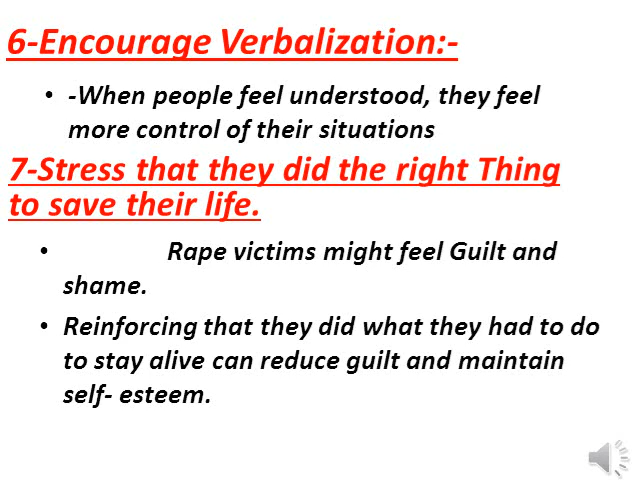 6-Encourage Verbalization:-
• -When people feel understood, they feel
more control of their situations
7-Stress that they did the right Thing
to save their life.
• Rape victims might feel Guilt and
shame.
• Reinforcing that they did what they had to do
to stay alive can reduce guilt and maintain
self- esteem.